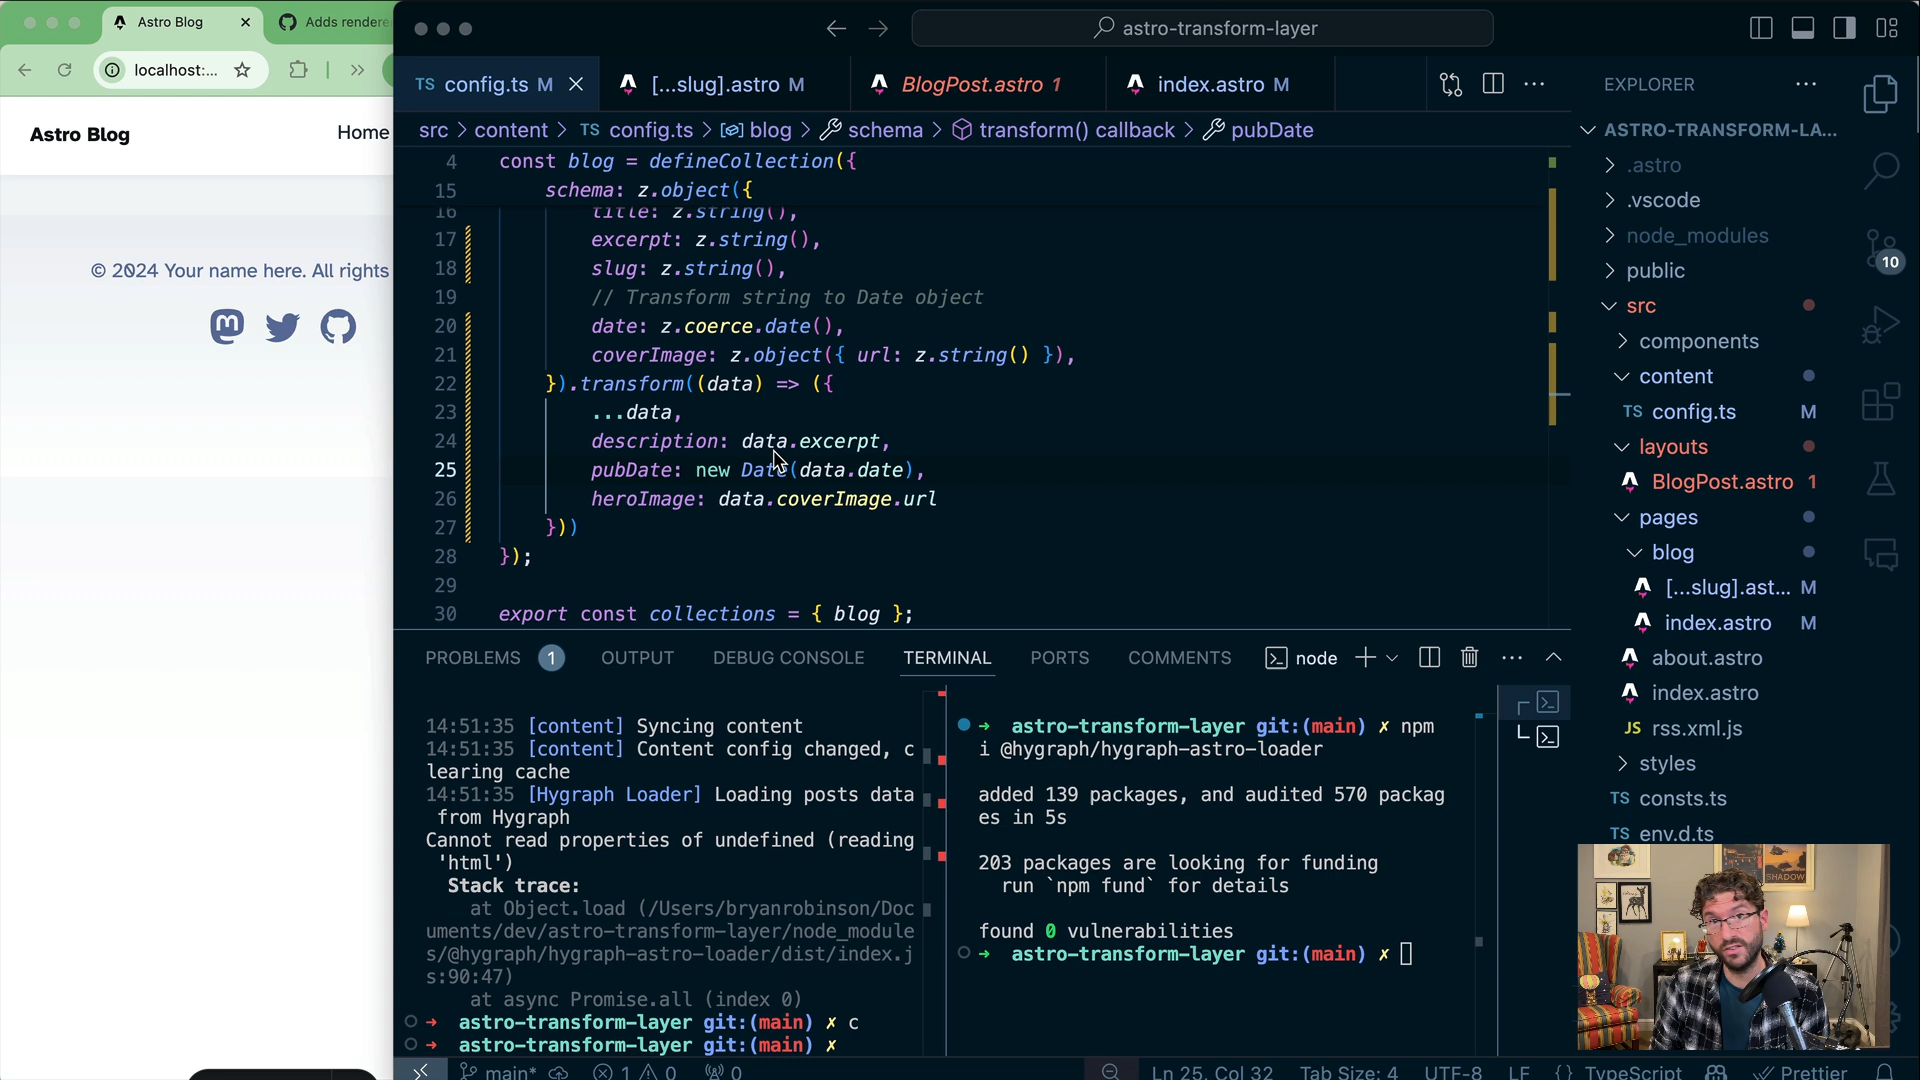 Astro Blog
Adds rendere
localhost:...
astro-transform-layer
Astro Blog
Home
© 2024 Your name here. All rights
TS config.ts M
[...slug].astro M
BlogPost.astro 1
index.astro M
src > content > TS config.ts > blog > schema > transform() callback > pubDate
4 const blog = defineCollection({
15 schema: z.object({
16 title: z.string(),
17 excerpt: z.string(),
18 slug: z.string(),
19 // Transform string to Date object
20 date: z.coerce.date(),
21 coverImage: z.object({ url: z.string() }),
22 }).transform((data) => ({
23 ...data,
24 description: data.excerpt,
25 pubDate: new Date(data.date),
26 heroImage: data.coverImage.url
27 }))
28 });
29
30 export const collections = { blog };
PROBLEMS 1 OUTPUT DEBUG CONSOLE TERMINAL PORTS COMMENTS node
14:51:35 [content] Syncing content
14:51:35 [content] Content config changed, c
learing cache
14:51:35 [Hygraph Loader] Loading posts data
from Hygraph
Cannot read properties of undefined (reading
'html')
Stack trace:
at Object.load (/Users/bryanrobinson/Doc
uments/dev/astro-transform-layer/node_module
s/@hygraph/hygraph-astro-loader/dist/index.j
s:90:47)
at async Promise.all (index 0)
→ astro-transform-layer git:(main) ✗ c
→ astro-transform-layer git:(main) ✗
→ astro-transform-layer git:(main) ✗ npm
i @hygraph/hygraph-astro-loader
added 139 packages, and audited 570 packag
es in 5s
203 packages are looking for funding
run `npm fund` for details
found 0 vulnerabilities
→ astro-transform-layer git:(main) ✗
EXPLORER
ASTRO-TRANSFORM-LA...
.astro
.vscode
node_modules
public
src
components
content
TS config.ts M
layouts
BlogPost.astro 1
pages
blog
[...slug].ast... M
index.astro M
about.astro
index.astro
JS rss.xml.js
styles
TS consts.ts
TS env.d.ts
10
SHADOW
main* 1 0 0
Ln 25, Col 32 Tab Size: 4 UTF-8 LF {} TypeScript Prettier